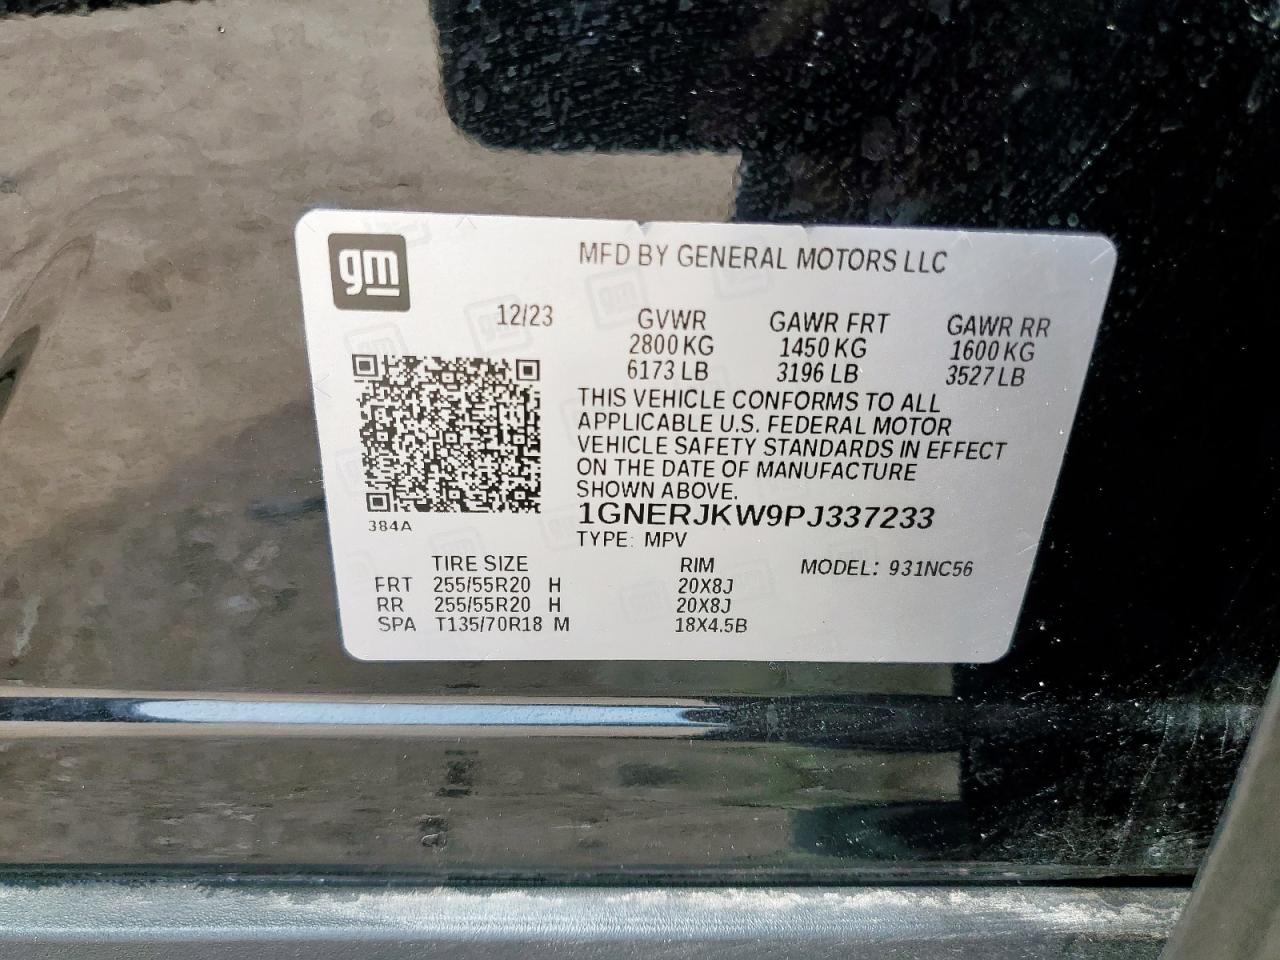 gm
MFD BY GENERAL MOTORS LLC
12/23 GVWR GAWR FRT GAWR RR
2800 KG 1450 KG 1600 KG
6173 LB 3196 LB 3527 LB
THIS VEHICLE CONFORMS TO ALL
APPLICABLE U.S. FEDERAL MOTOR
VEHICLE SAFETY STANDARDS IN EFFECT
ON THE DATE OF MANUFACTURE
SHOWN ABOVE.
1GNERJKW9PJ337233
384A
TYPE: MPV
TIRE SIZE RIM MODEL: 931NC56
FRT 255/55R20 H 20X8J
RR 255/55R20 H 20X8J
SPA T135/70R18 M 18X4.5B